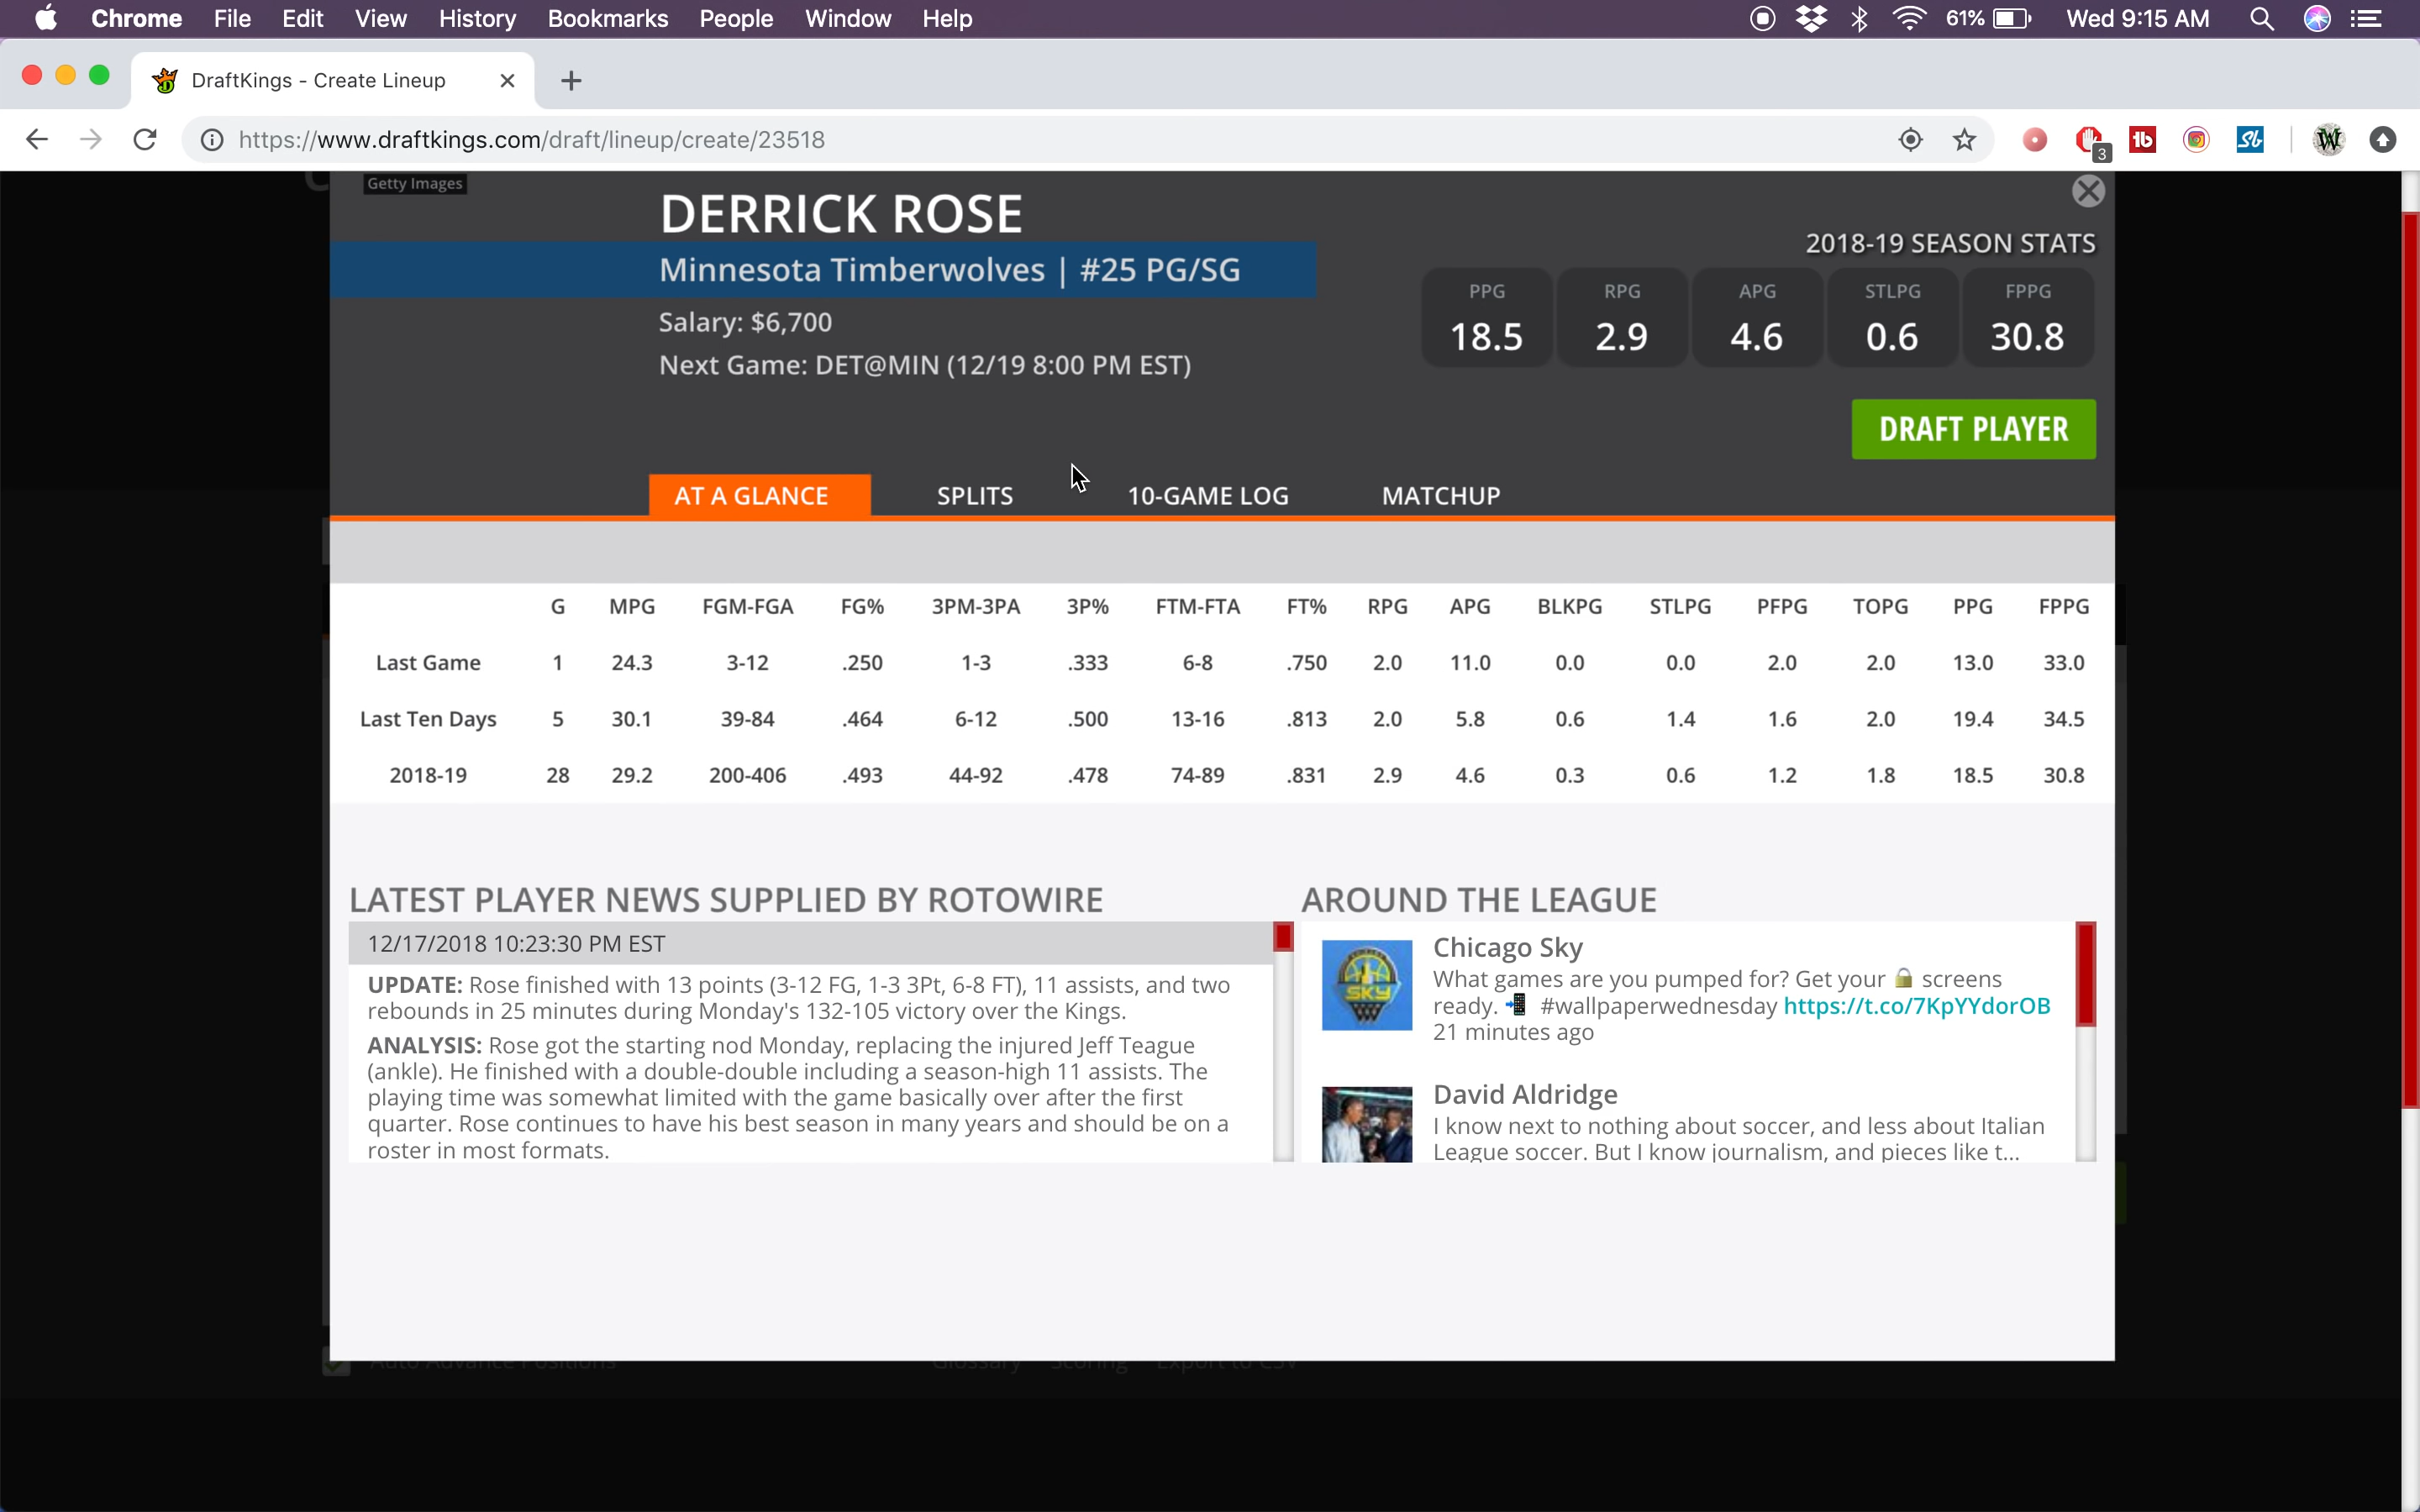 Chrome File Edit View History Bookmarks People Window Help 61% Wed 9:15 AM
DraftKings - Create Lineup
https://www.draftkings.com/draft/lineup/create/23518
3
Getty Images
DERRICK ROSE
Minnesota Timberwolves | #25 PG/SG
Salary: $6,700
Next Game: DET@MIN (12/19 8:00 PM EST)
2018-19 SEASON STATS
PPG RPG APG STLPG FPPG
18.5 2.9 4.6 0.6 30.8
DRAFT PLAYER
AT A GLANCE SPLITS 10-GAME LOG MATCHUP
G MPG FGM-FGA FG% 3PM-3PA 3P% FTM-FTA FT% RPG APG BLKPG STLPG PFPG TOPG PPG FPPG
Last Game 1 24.3 3-12 .250 1-3 .333 6-8 .750 2.0 11.0 0.0 0.0 2.0 2.0 13.0 33.0
Last Ten Days 5 30.1 39-84 .464 6-12 .500 13-16 .813 2.0 5.8 0.6 1.4 1.6 2.0 19.4 34.5
2018-19 28 29.2 200-406 .493 44-92 .478 74-89 .831 2.9 4.6 0.3 0.6 1.2 1.8 18.5 30.8
LATEST PLAYER NEWS SUPPLIED BY ROTOWIRE
12/17/2018 10:23:30 PM EST
UPDATE: Rose finished with 13 points (3-12 FG, 1-3 3Pt, 6-8 FT), 11 assists, and two
rebounds in 25 minutes during Monday's 132-105 victory over the Kings.
ANALYSIS: Rose got the starting nod Monday, replacing the injured Jeff Teague
(ankle). He finished with a double-double including a season-high 11 assists. The
playing time was somewhat limited with the game basically over after the first
quarter. Rose continues to have his best season in many years and should be on a
roster in most formats.
AROUND THE LEAGUE
SKY
Chicago Sky
What games are you pumped for? Get your 🔒 screens
ready. 📲 #wallpaperwednesday https://t.co/7KpYYdorOB
21 minutes ago
David Aldridge
I know next to nothing about soccer, and less about Italian
League soccer. But I know journalism, and pieces like t...
Auto Advance Positions Glossary Scoring Export to CSV